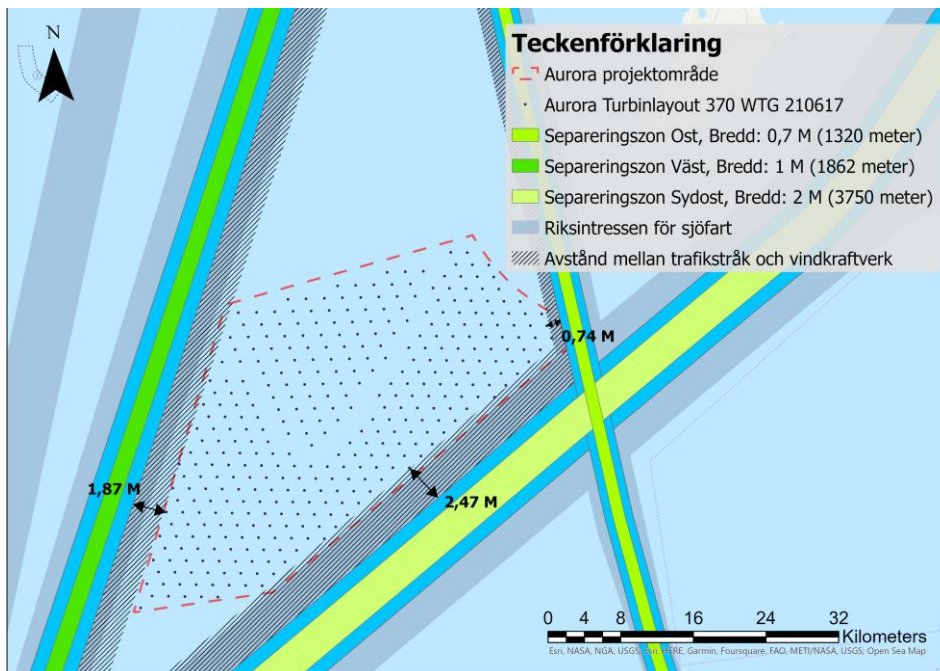 N
Teckenförklaring
Aurora projektområde
Aurora Turbinlayout 370 WTG 210617
Separeringszon Ost, Bredd: 0,7 M (1320 meter)
Separeringszon Väst, Bredd: 1 M (1862 meter)
Separeringszon Sydost, Bredd: 2 M (3750 meter)
Riksintressen för sjöfart
Avstånd mellan trafikstråk och vindkraftverk
0,74 M
1,87 M
2,47 M
0 4 8 16 24 32
Kilometers
Esri, NASA, NGA, USGS, Esri, HERE, Garmin, Foursquare, FAO, METI/NASA, USGS; Open Sea Map